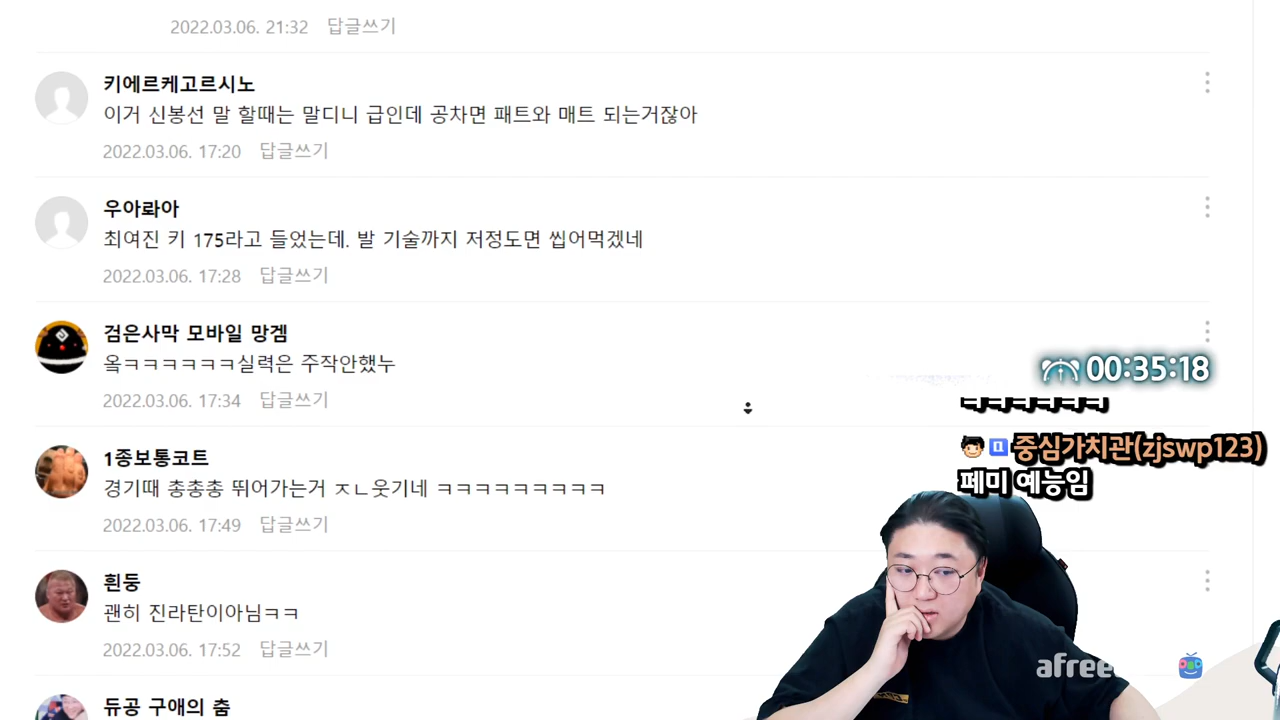 2022.03.06. 21:32 답글쓰기
키에르케고르시노
이거 신봉선 말 할때는 말디니 급인데 공차면 패트와 매트 되는거잖아
2022.03.06. 17:20 답글쓰기
우아롸아
최여진 키 175라고 들었는데. 발 기술까지 저정도면 씹어먹겠네
2022.03.06. 17:28 답글쓰기
검은사막 모바일 망겜
옼ㅋㅋㅋㅋㅋㅋ실력은 주작안했누
2022.03.06. 17:34 답글쓰기
00:35:18
ㅋㅋㅋㅋㅋㅋㅋ
n 중심가치관(zjswp123)
페미 예능임
1종보통코트
경기때 총총총 뛰어가는거 ㅈㄴ웃기네 ㅋㅋㅋㅋㅋㅋㅋㅋㅋ
2022.03.06. 17:49 답글쓰기
흰둥
괜히 진라탄이아님ㅋㅋ
2022.03.06. 17:52 답글쓰기
afree
듀공 구애의 춤